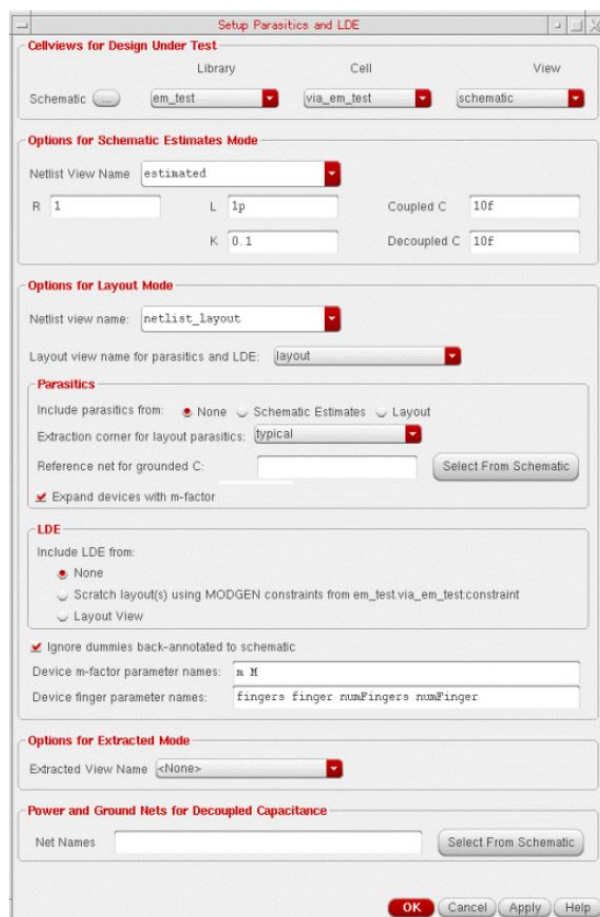 Setup Parasitics and LDE
Cellviews for Design Under Test
Library Cell View
Schematic ... em_test via_em_test schematic
Options for Schematic Estimates Mode
Netlist View Name estimated
R 1 L 1p Coupled C 10f
K 0.1 Decoupled C 10f
Options for Layout Mode
Netlist view name: netlist_layout
Layout view name for parasitics and LDE: layout
Parasitics
Include parasitics from: None Schematic Estimates Layout
Extraction corner for layout parasitics: typical
Reference net for grounded C: Select From Schematic
Expand devices with m-factor
LDE
Include LDE from:
None
Scratch layout(s) using MODGEN constraints from em_test.via_em_test:constraint
Layout View
Ignore dummies back-annotated to schematic
Device m-factor parameter names: m M
Device finger parameter names: fingers finger numFingers numFinger
Options for Extracted Mode
Extracted View Name <None>
Power and Ground Nets for Decoupled Capacitance
Net Names Select From Schematic
OK Cancel Apply Help